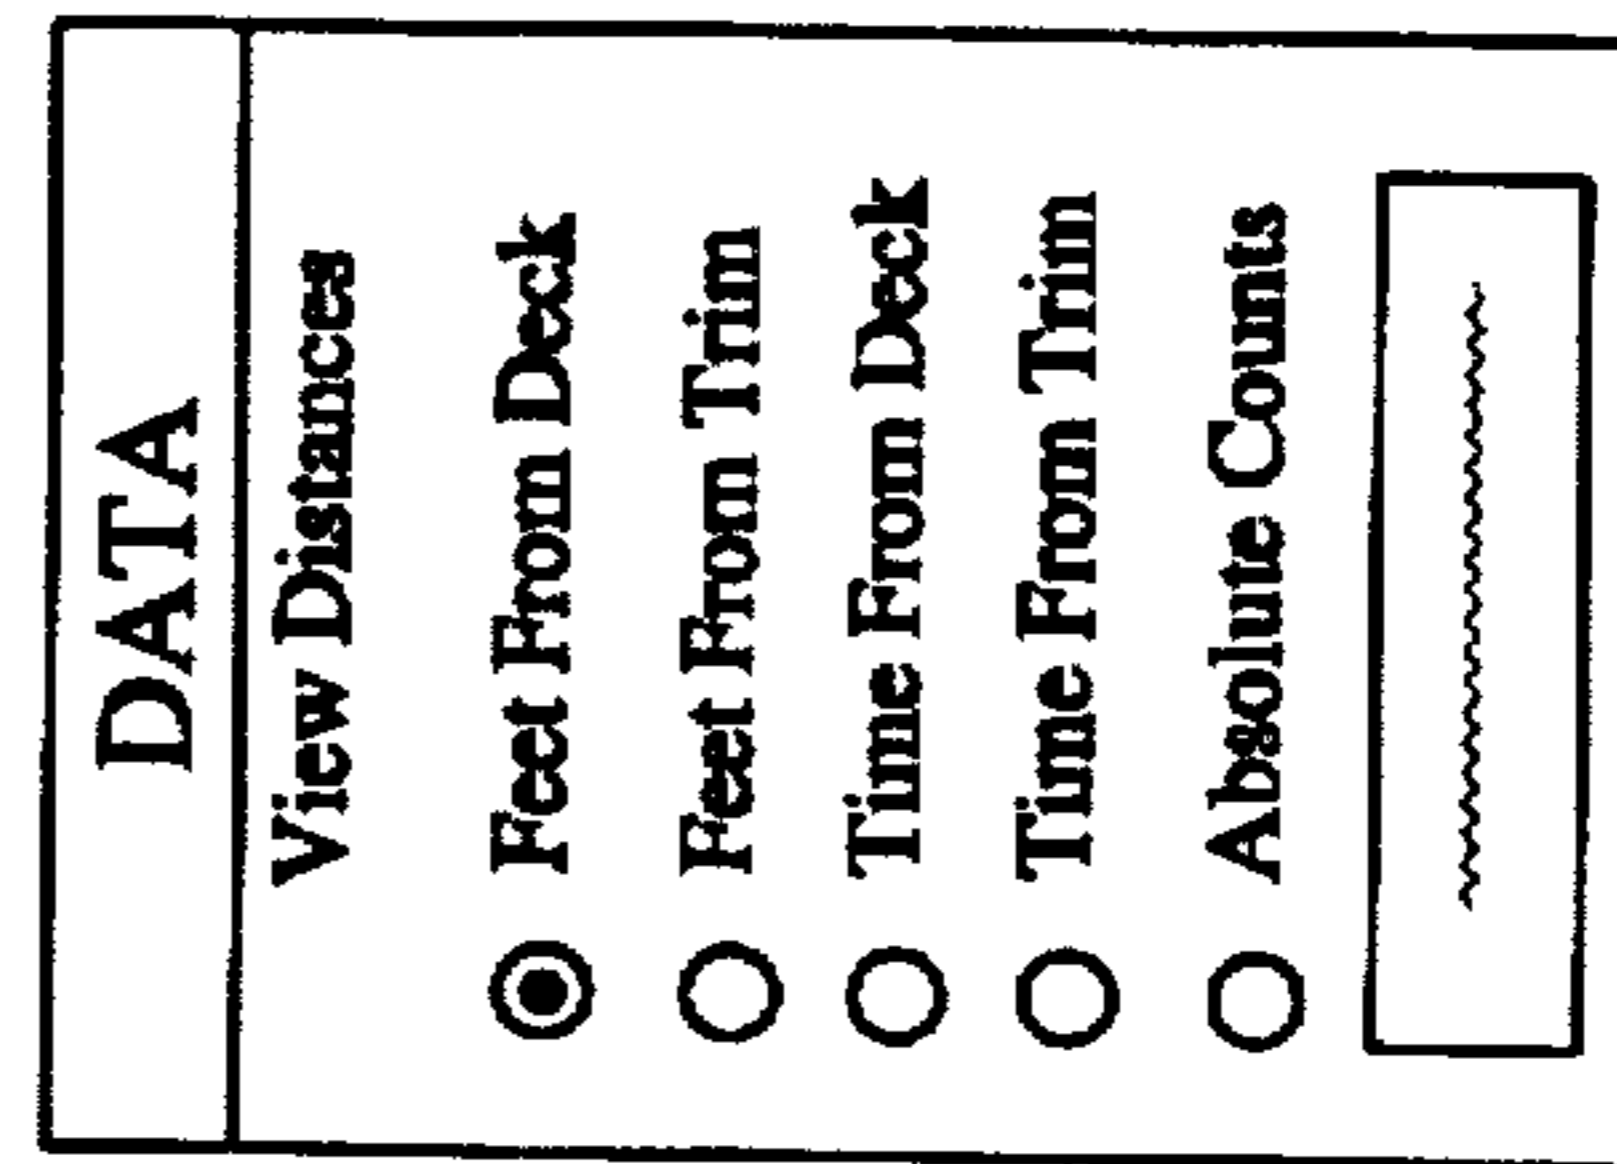 DATA
View Distances
Feet From Deck
Feet From Trim
Time From Deck
Time From Trim
Absolute Counts